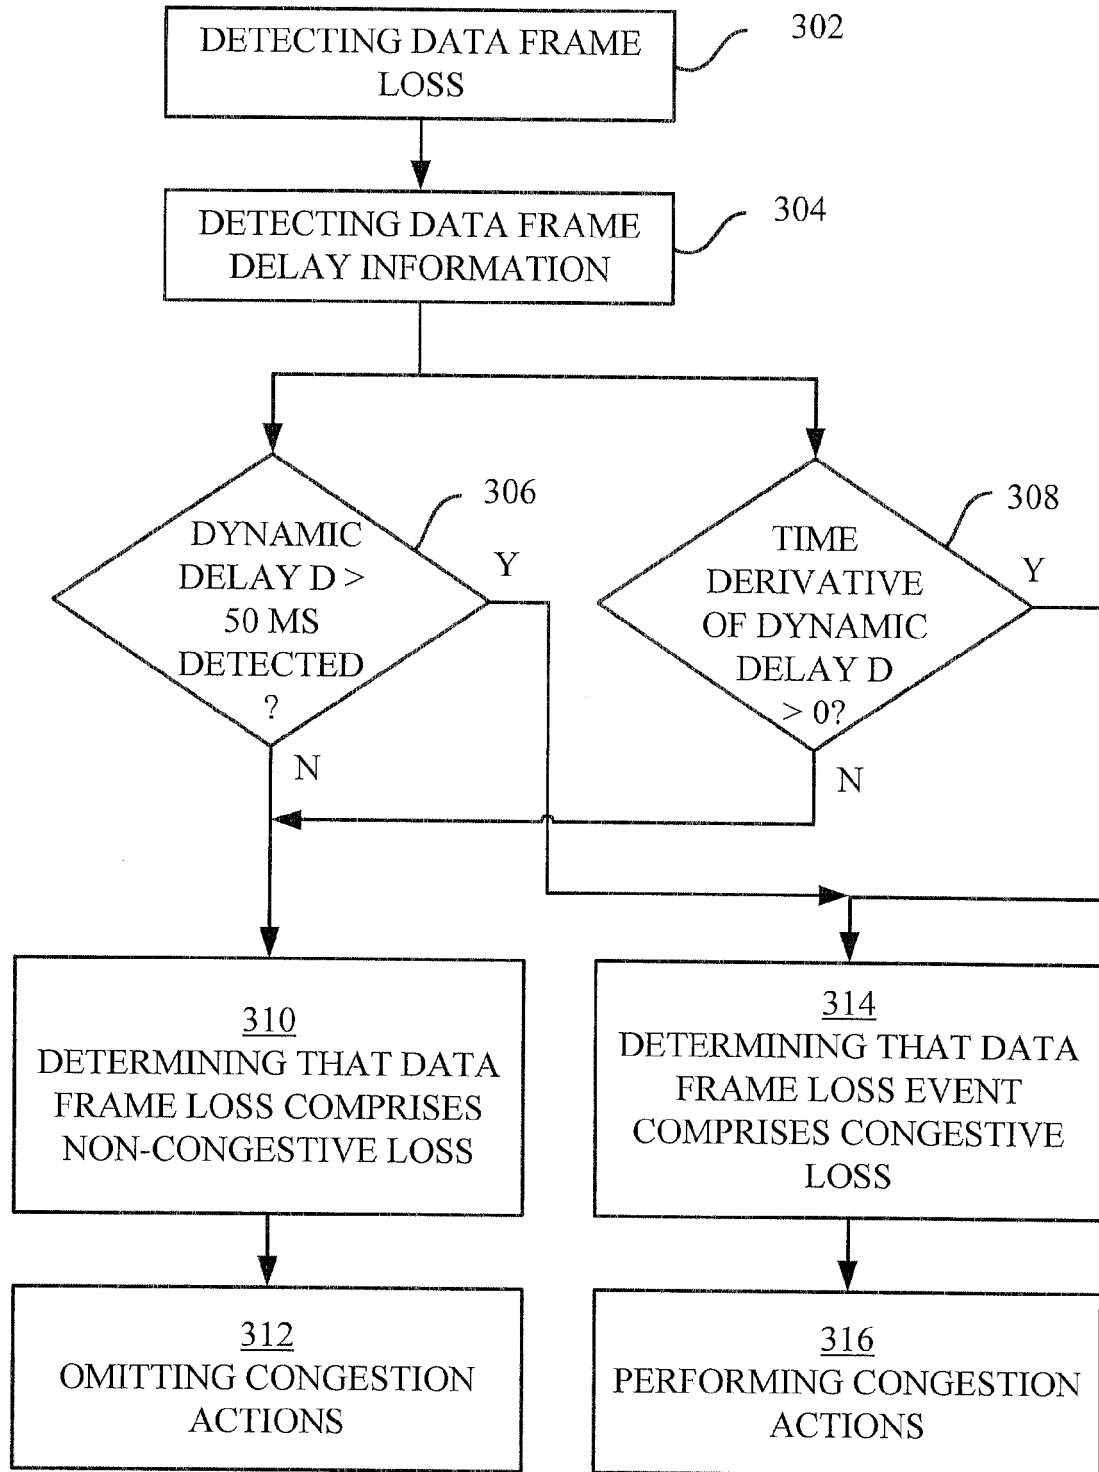 DETECTING DATA FRAME
LOSS
302
DETECTING DATA FRAME
DELAY INFORMATION
304
DYNAMIC
DELAY D >
50 MS
DETECTED
?
306
Y
N
TIME
DERIVATIVE
OF DYNAMIC
DELAY D
> 0?
308
Y
N
310
DETERMINING THAT DATA
FRAME LOSS COMPRISES
NON-CONGESTIVE LOSS
314
DETERMINING THAT DATA
FRAME LOSS EVENT
COMPRISES CONGESTIVE
LOSS
312
OMITTING CONGESTION
ACTIONS
316
PERFORMING CONGESTION
ACTIONS